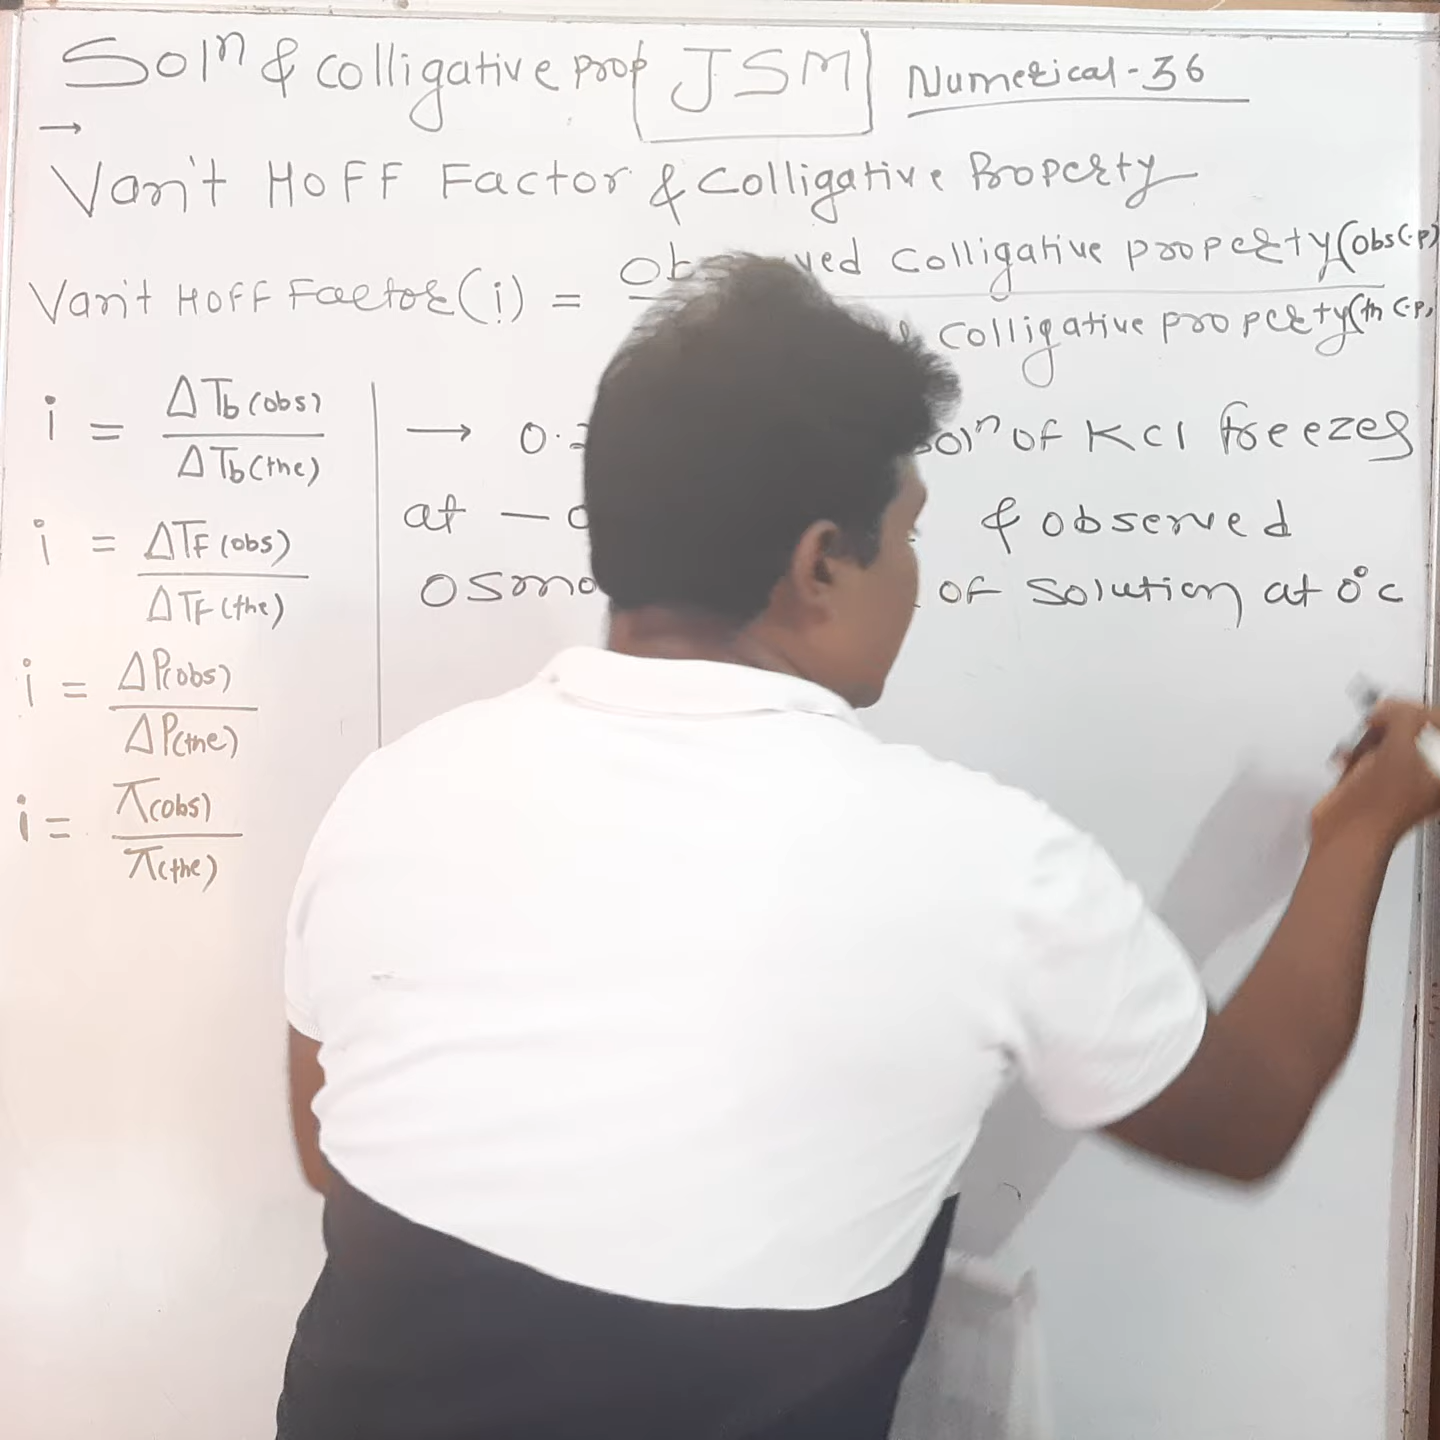 Solⁿ & colligative prop JSM Numerical-36
→
Van't HOFF Factor & Colligative Property
Van't HOFF Factor(i) = ved colligative property(obs C.p)
colligative property(th C.p)
i = ΔTb(obs) / ΔTb(the)
→ solⁿ of KCl freezes
at – & observed
of solution at 0°c
i = ΔTF(obs) / ΔTF(the)
i = ΔP(obs) / ΔP(the)
i = π(obs) / π(the)